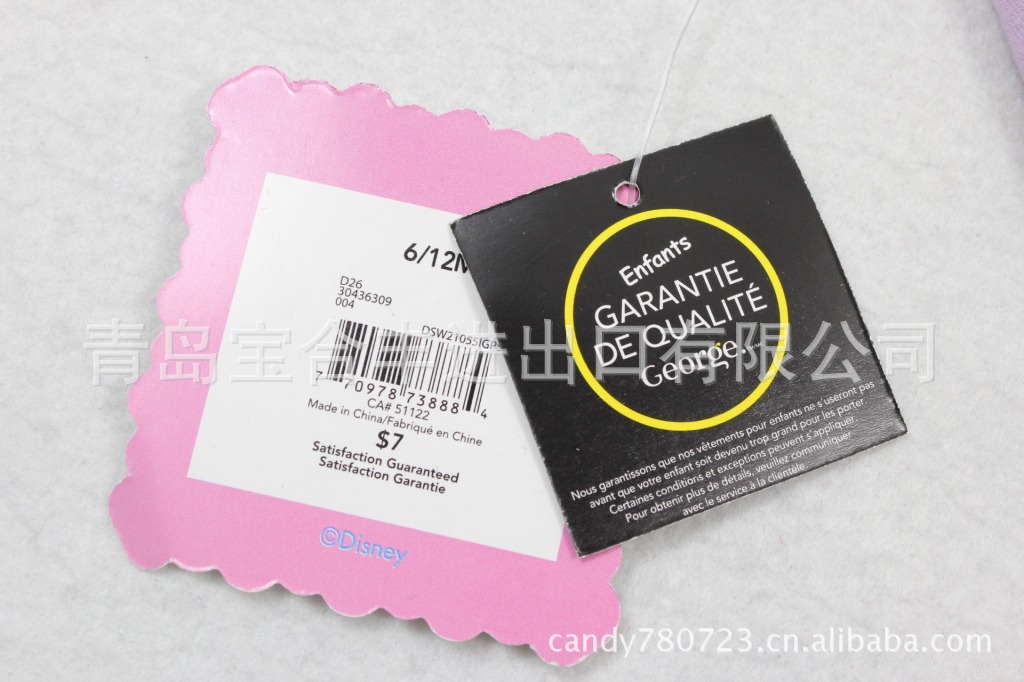 6/12M
D26
30436309
004
DSW21055IGP
7 70978 73888 4
CA# 51122
Made in China/Fabriqué en Chine
$7
Satisfaction Guaranteed
Satisfaction Garantie
©Disney
Enfants
GARANTIE
DE QUALITÉ
George
Nous garantissons que nos vêtements pour enfants ne s'useront pas
avant que votre enfant soit devenu trop grand pour les porter.
Certaines conditions et exceptions peuvent s'appliquer.
Pour obtenir plus de détails, veuillez communiquer
avec le service à la clientèle
青岛宝合丰进出口有限公司
candy780723.cn.alibaba.com